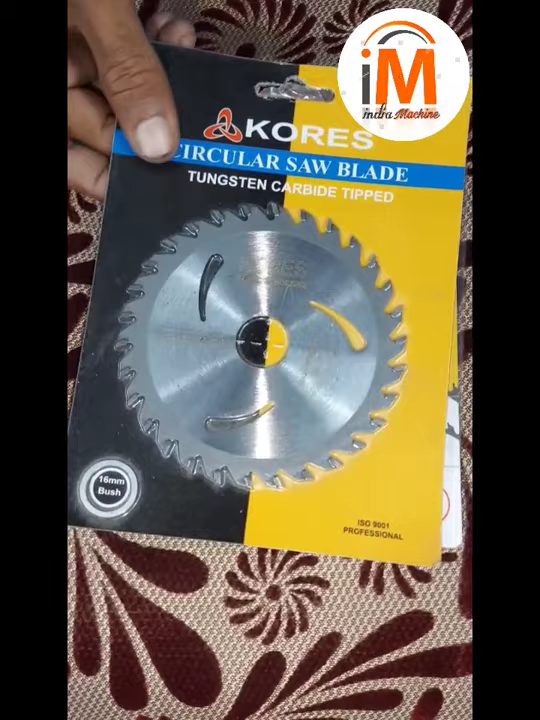 iM
indra Machine
KORES
CIRCULAR SAW BLADE
TUNGSTEN CARBIDE TIPPED
16mm
Bush
ISO 9001
PROFESSIONAL